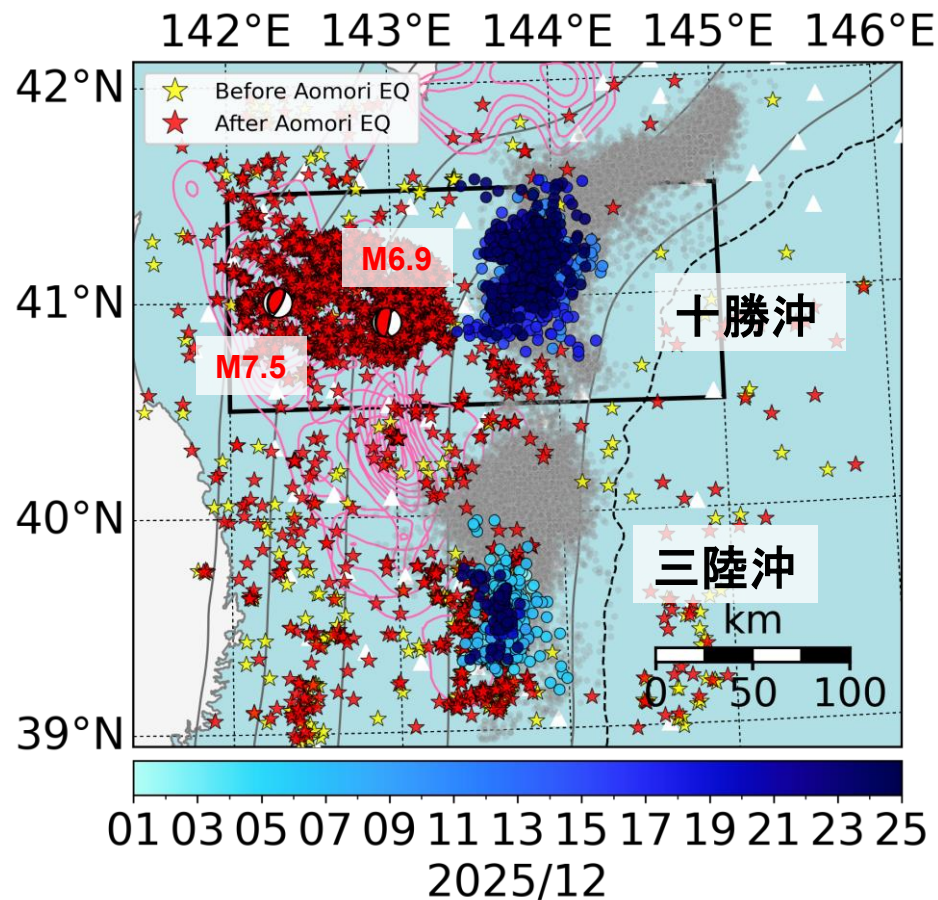 142°E 143°E 144°E 145°E 146°E
42°N
Before Aomori EQ
After Aomori EQ
M6.9
41°N
十勝沖
M7.5
40°N
三陸沖
km
0 50 100
39°N
01 03 05 07 09 11 13 15 17 19 21 23 25
2025/12